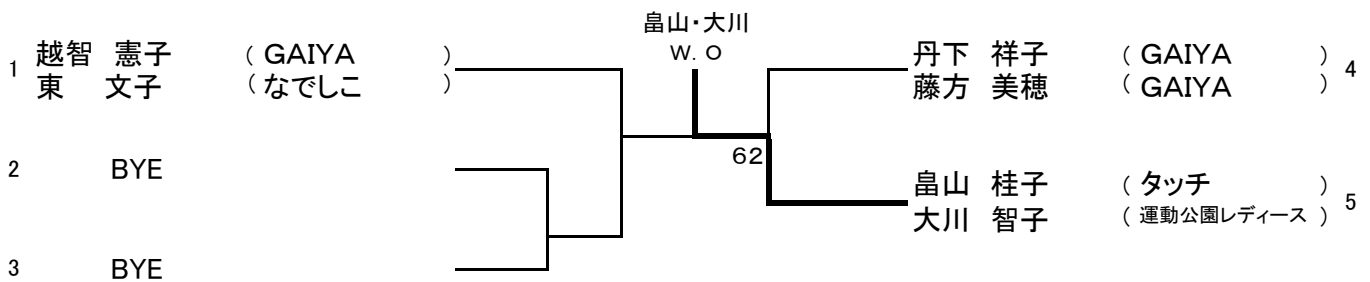 畠山・大川
W.O
1 越智 憲子 ( GAIYA )
東 文子 ( なでしこ )
2 BYE
3 BYE
62
丹下 祥子 ( GAIYA ) 4
藤方 美穂 ( GAIYA )
畠山 桂子 ( タッチ ) 5
大川 智子 ( 運動公園レディース )